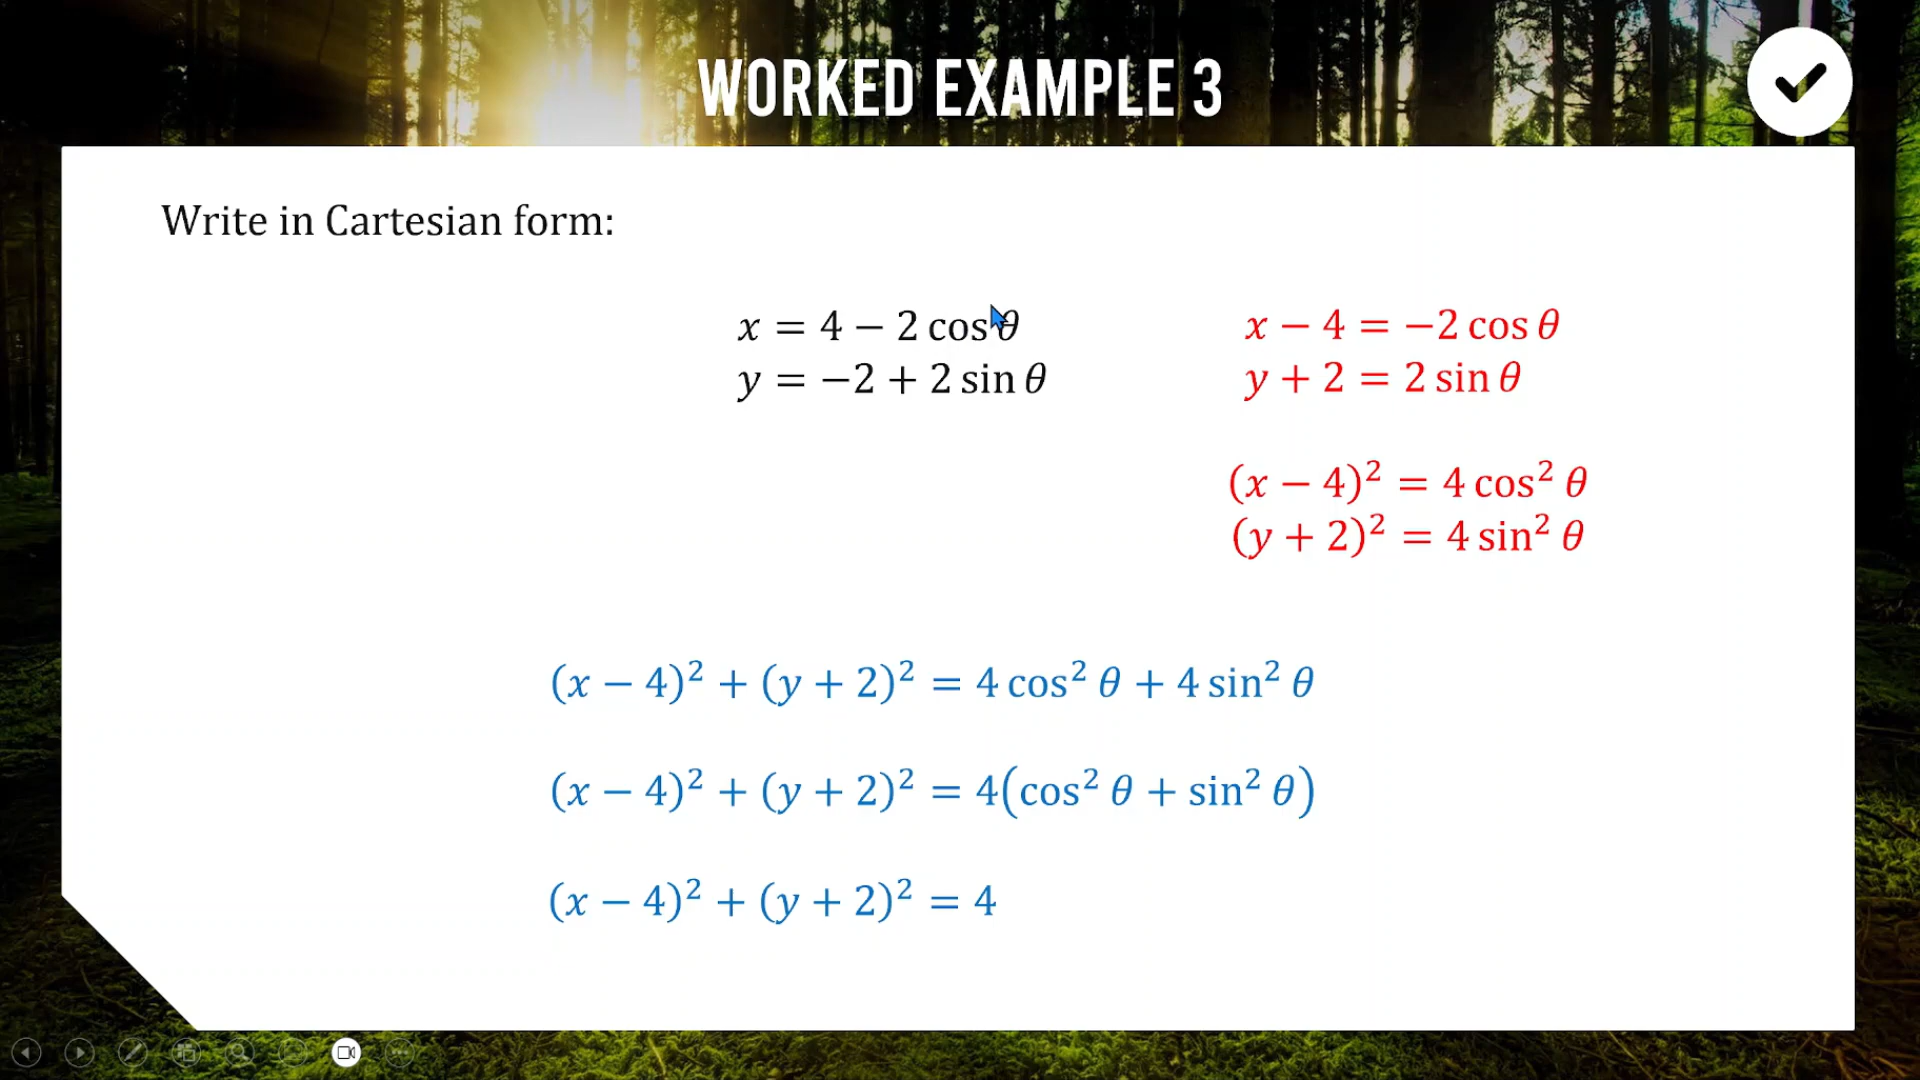 WORKED EXAMPLE 3
Write in Cartesian form:
x = 4 − 2 cos θ
y = −2 + 2 sin θ
x − 4 = −2 cos θ
y + 2 = 2 sin θ
(x − 4)² = 4 cos² θ
(y + 2)² = 4 sin² θ
(x − 4)² + (y + 2)² = 4 cos² θ + 4 sin² θ
(x − 4)² + (y + 2)² = 4(cos² θ + sin² θ)
(x − 4)² + (y + 2)² = 4